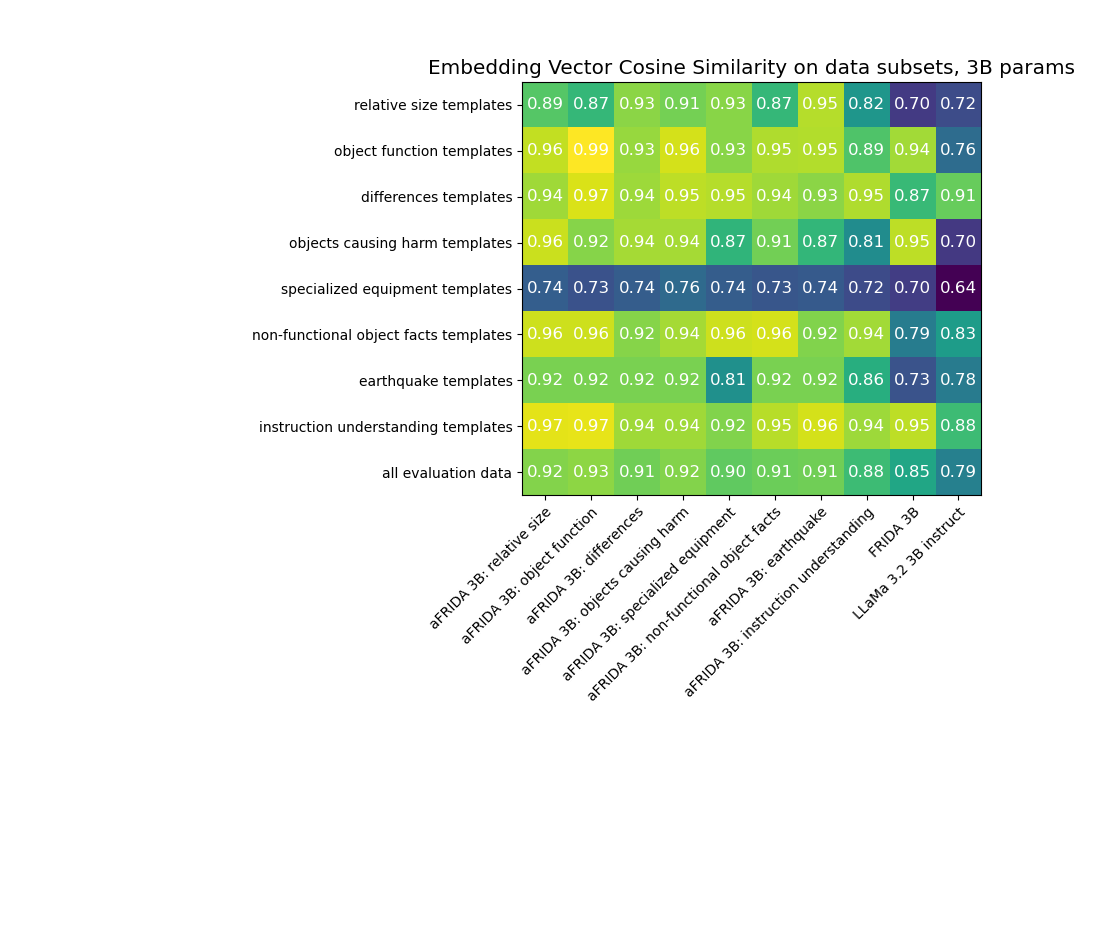 Embedding Vector Cosine Similarity on data subsets, 3B params
relative size templates 0.89 0.87 0.93 0.91 0.93 0.87 0.95 0.82 0.70 0.72
object function templates 0.96 0.99 0.93 0.96 0.93 0.95 0.95 0.89 0.94 0.76
differences templates 0.94 0.97 0.94 0.95 0.95 0.94 0.93 0.95 0.87 0.91
objects causing harm templates 0.96 0.92 0.94 0.94 0.87 0.91 0.87 0.81 0.95 0.70
specialized equipment templates 0.74 0.73 0.74 0.76 0.74 0.73 0.74 0.72 0.70 0.64
non-functional object facts templates 0.96 0.96 0.92 0.94 0.96 0.96 0.92 0.94 0.79 0.83
earthquake templates 0.92 0.92 0.92 0.92 0.81 0.92 0.92 0.86 0.73 0.78
instruction understanding templates 0.97 0.97 0.94 0.94 0.92 0.95 0.96 0.94 0.95 0.88
all evaluation data 0.92 0.93 0.91 0.92 0.90 0.91 0.91 0.88 0.85 0.79
aFRIDA 3B: relative size
aFRIDA 3B: object function
aFRIDA 3B: differences
aFRIDA 3B: objects causing harm
aFRIDA 3B: specialized equipment
aFRIDA 3B: non-functional object facts
aFRIDA 3B: earthquake
aFRIDA 3B: instruction understanding
FRIDA 3B
LLaMa 3.2 3B instruct